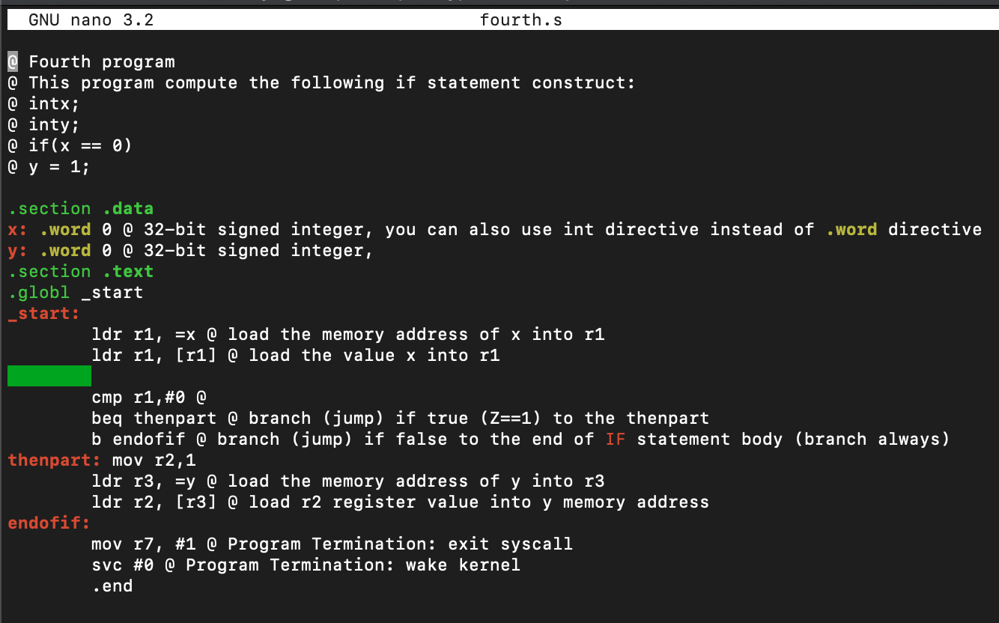 GNU nano 3.2 fourth.s
@ Fourth program
@ This program compute the following if statement construct:
@ intx;
@ inty;
@ if(x == 0)
@ y = 1;
.section .data
x: .word 0 @ 32-bit signed integer, you can also use int directive instead of .word directive
y: .word 0 @ 32-bit signed integer,
.section .text
.globl _start
_start:
ldr r1, =x @ load the memory address of x into r1
ldr r1, [r1] @ load the value x into r1
cmp r1,#0 @
beq thenpart @ branch (jump) if true (Z==1) to the thenpart
b endofif @ branch (jump) if false to the end of IF statement body (branch always)
thenpart: mov r2,1
ldr r3, =y @ load the memory address of y into r3
ldr r2, [r3] @ load r2 register value into y memory address
endofif:
mov r7, #1 @ Program Termination: exit syscall
svc #0 @ Program Termination: wake kernel
.end